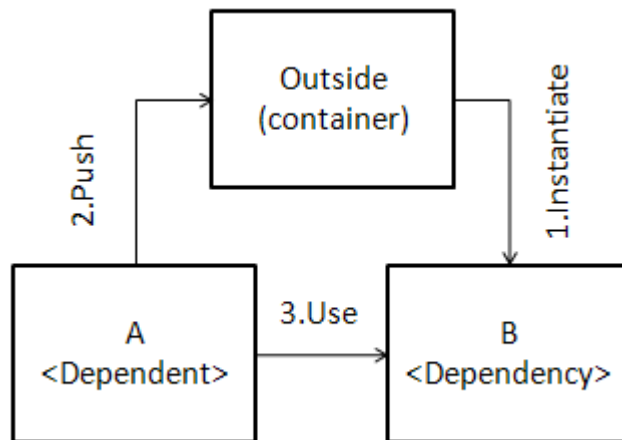 Outside
(container)
2.Push
1.Instantiate
A
<Dependent>
3.Use
B
<Dependency>